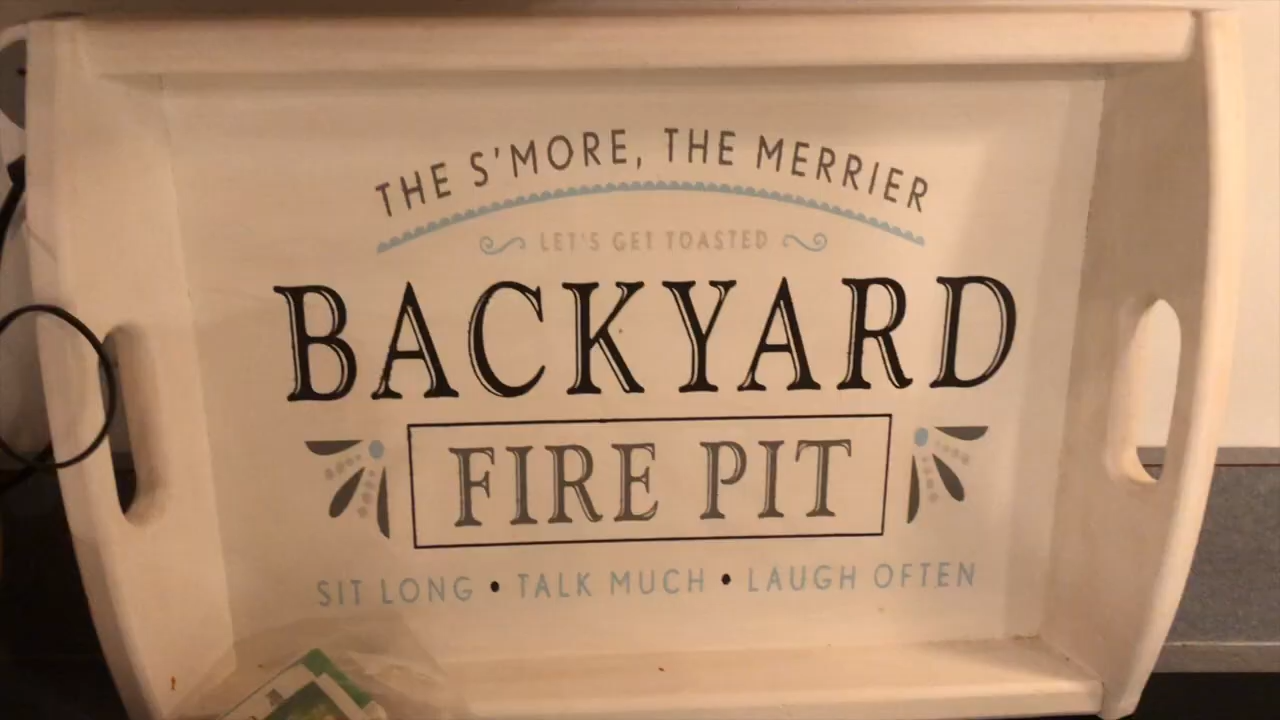 THE S'MORE, THE MERRIER
LET'S GET TOASTED
BACKYARD
FIRE PIT
SIT LONG • TALK MUCH • LAUGH OFTEN